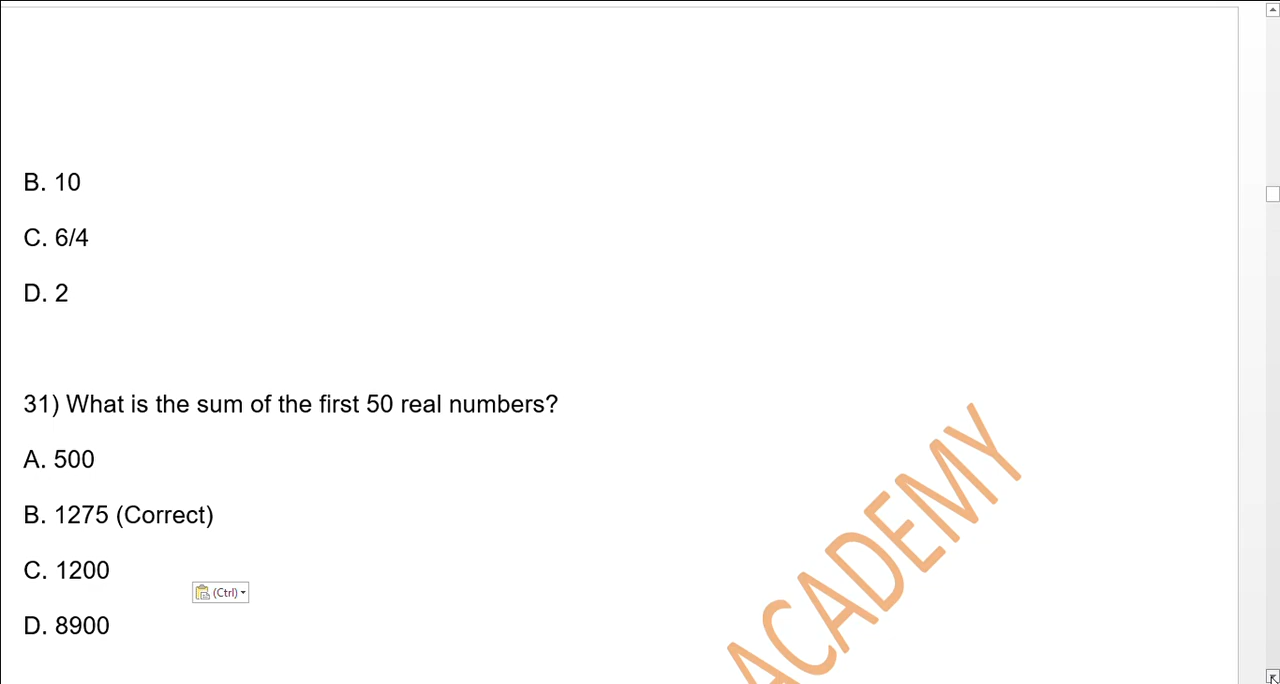 B. 10
C. 6/4
D. 2
31) What is the sum of the first 50 real numbers?
A. 500
B. 1275 (Correct)
C. 1200
(Ctrl)
D. 8900
ACADEMY